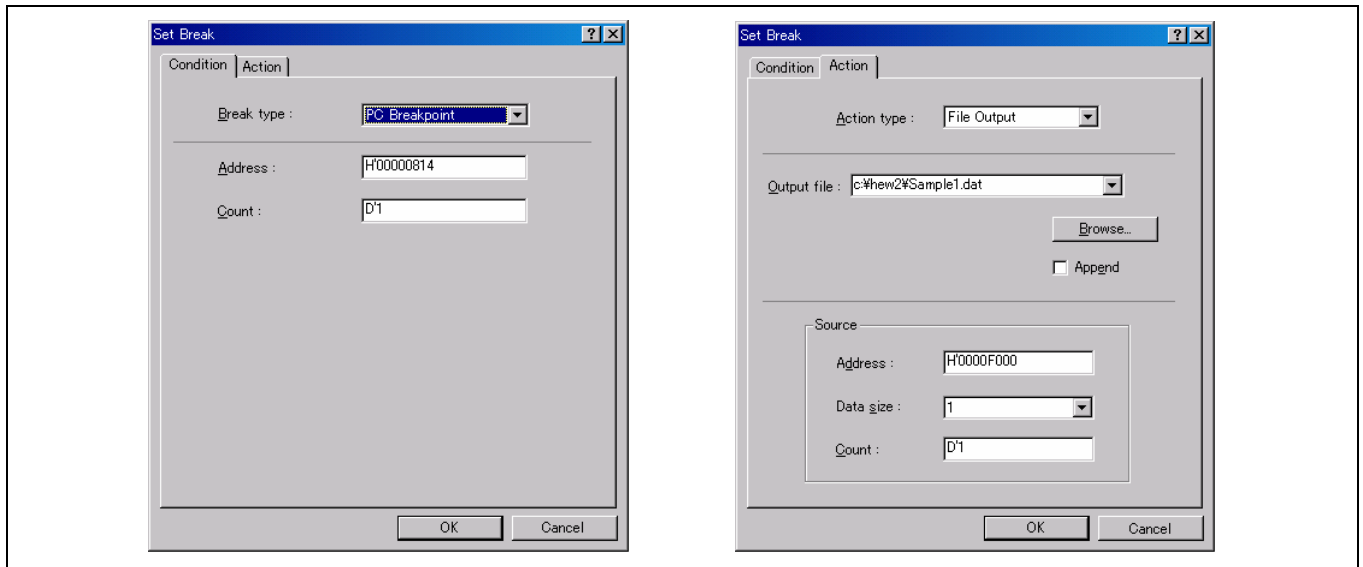 Set Break
Condition Action
Break type : PC Breakpoint
Address : H'00000814
Count : D'1
OK Cancel
Set Break
Condition Action
Action type : File Output
Output file : c:¥hew2¥Sample1.dat
Browse...
Append
Source
Address : H'0000F000
Data size : 1
Count : D'1
OK Cancel